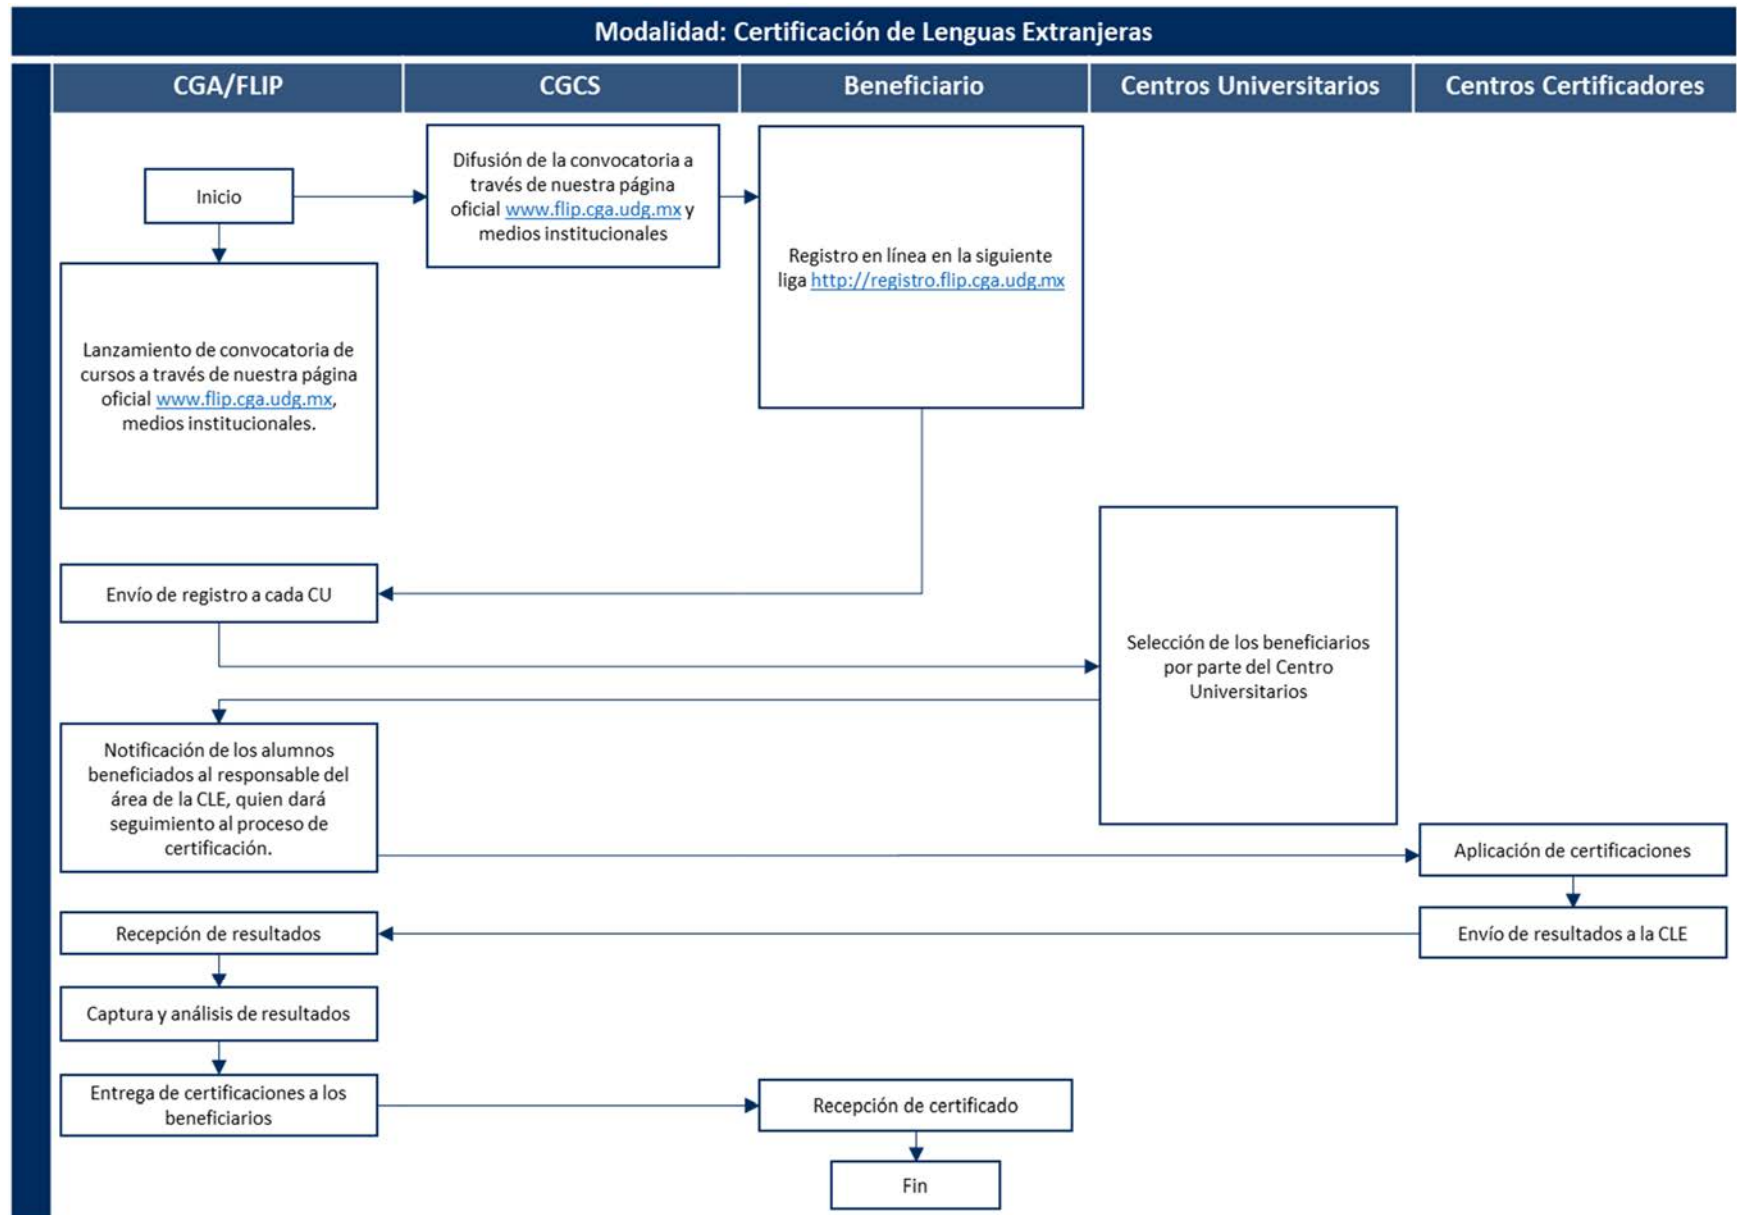 Modalidad: Certificación de Lenguas Extranjeras
CGA/FLIP
CGCS
Beneficiario
Centros Universitarios
Centros Certificadores
Inicio
Difusión de la convocatoria a
través de nuestra página
oficial www.flip.cga.udg.mx y
medios institucionales
Registro en línea en la siguiente
liga http://registro.flip.cga.udg.mx
Lanzamiento de convocatoria de
cursos a través de nuestra página
oficial www.flip.cga.udg.mx,
medios institucionales.
Envío de registro a cada CU
Selección de los beneficiarios
por parte del Centro
Universitarios
Notificación de los alumnos
beneficiados al responsable del
área de la CLE, quien dará
seguimiento al proceso de
certificación.
Aplicación de certificaciones
Envío de resultados a la CLE
Recepción de resultados
Captura y análisis de resultados
Entrega de certificaciones a los
beneficiarios
Recepción de certificado
Fin